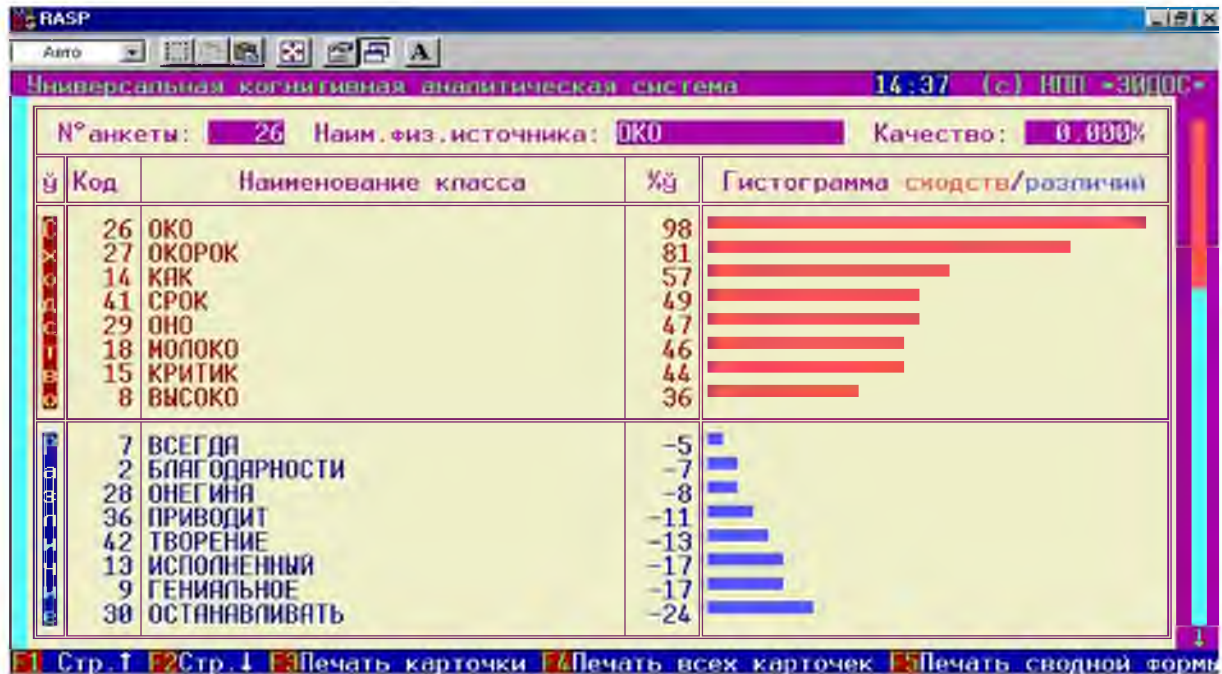 RASP
Авто
A
Универсальная когнитивная аналитическая система 14:37 (c) НПП -ЭЙДОС-
N°анкеты: 26 Наим.физ.источника: ОКО Качество: 0.000%
ў Код Наименование класса %ў Гистограмма сходств/различий
Сходство
26 ОКО 98
27 ОКОРОК 81
14 КАК 57
41 СРОК 49
29 ОНО 47
18 МОЛОКО 46
15 КРИТИК 44
8 ВЫСОКО 36
7 ВСЕГДА -5
2 БЛАГОДАРНОСТИ -7
28 ОНЕГИНА -8
36 ПРИВОДИТ -11
42 ТВОРЕНИЕ -13
13 ИСПОЛНЕННЫЙ -17
9 ГЕНИАЛЬНОЕ -17
30 ОСТАНАВЛИВАТЬ -24
F1 Стр.↑ F2Стр.↓ F3Печать карточки F4Печать всех карточек F5Печать сводной формы